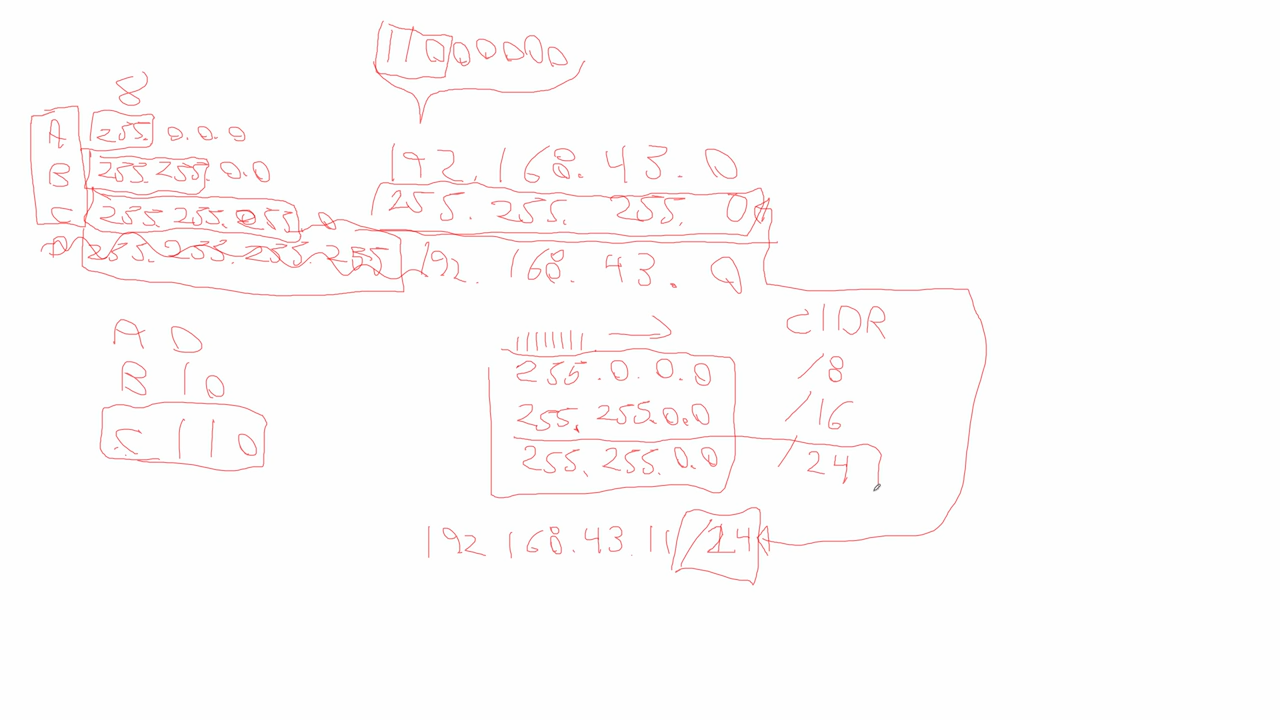 11000000
8
A 255. 0.0.0
B 255.255.0.0
C 255.255.255.0
D 255.255.255.255
192.168.43.0
255.255.255.0
192.168.43.0
A 0
B 10
C 110
CIDR
255.0.0.0 /8
255.255.0.0 /16
255.255.0.0 /24
192 168.43.11/24